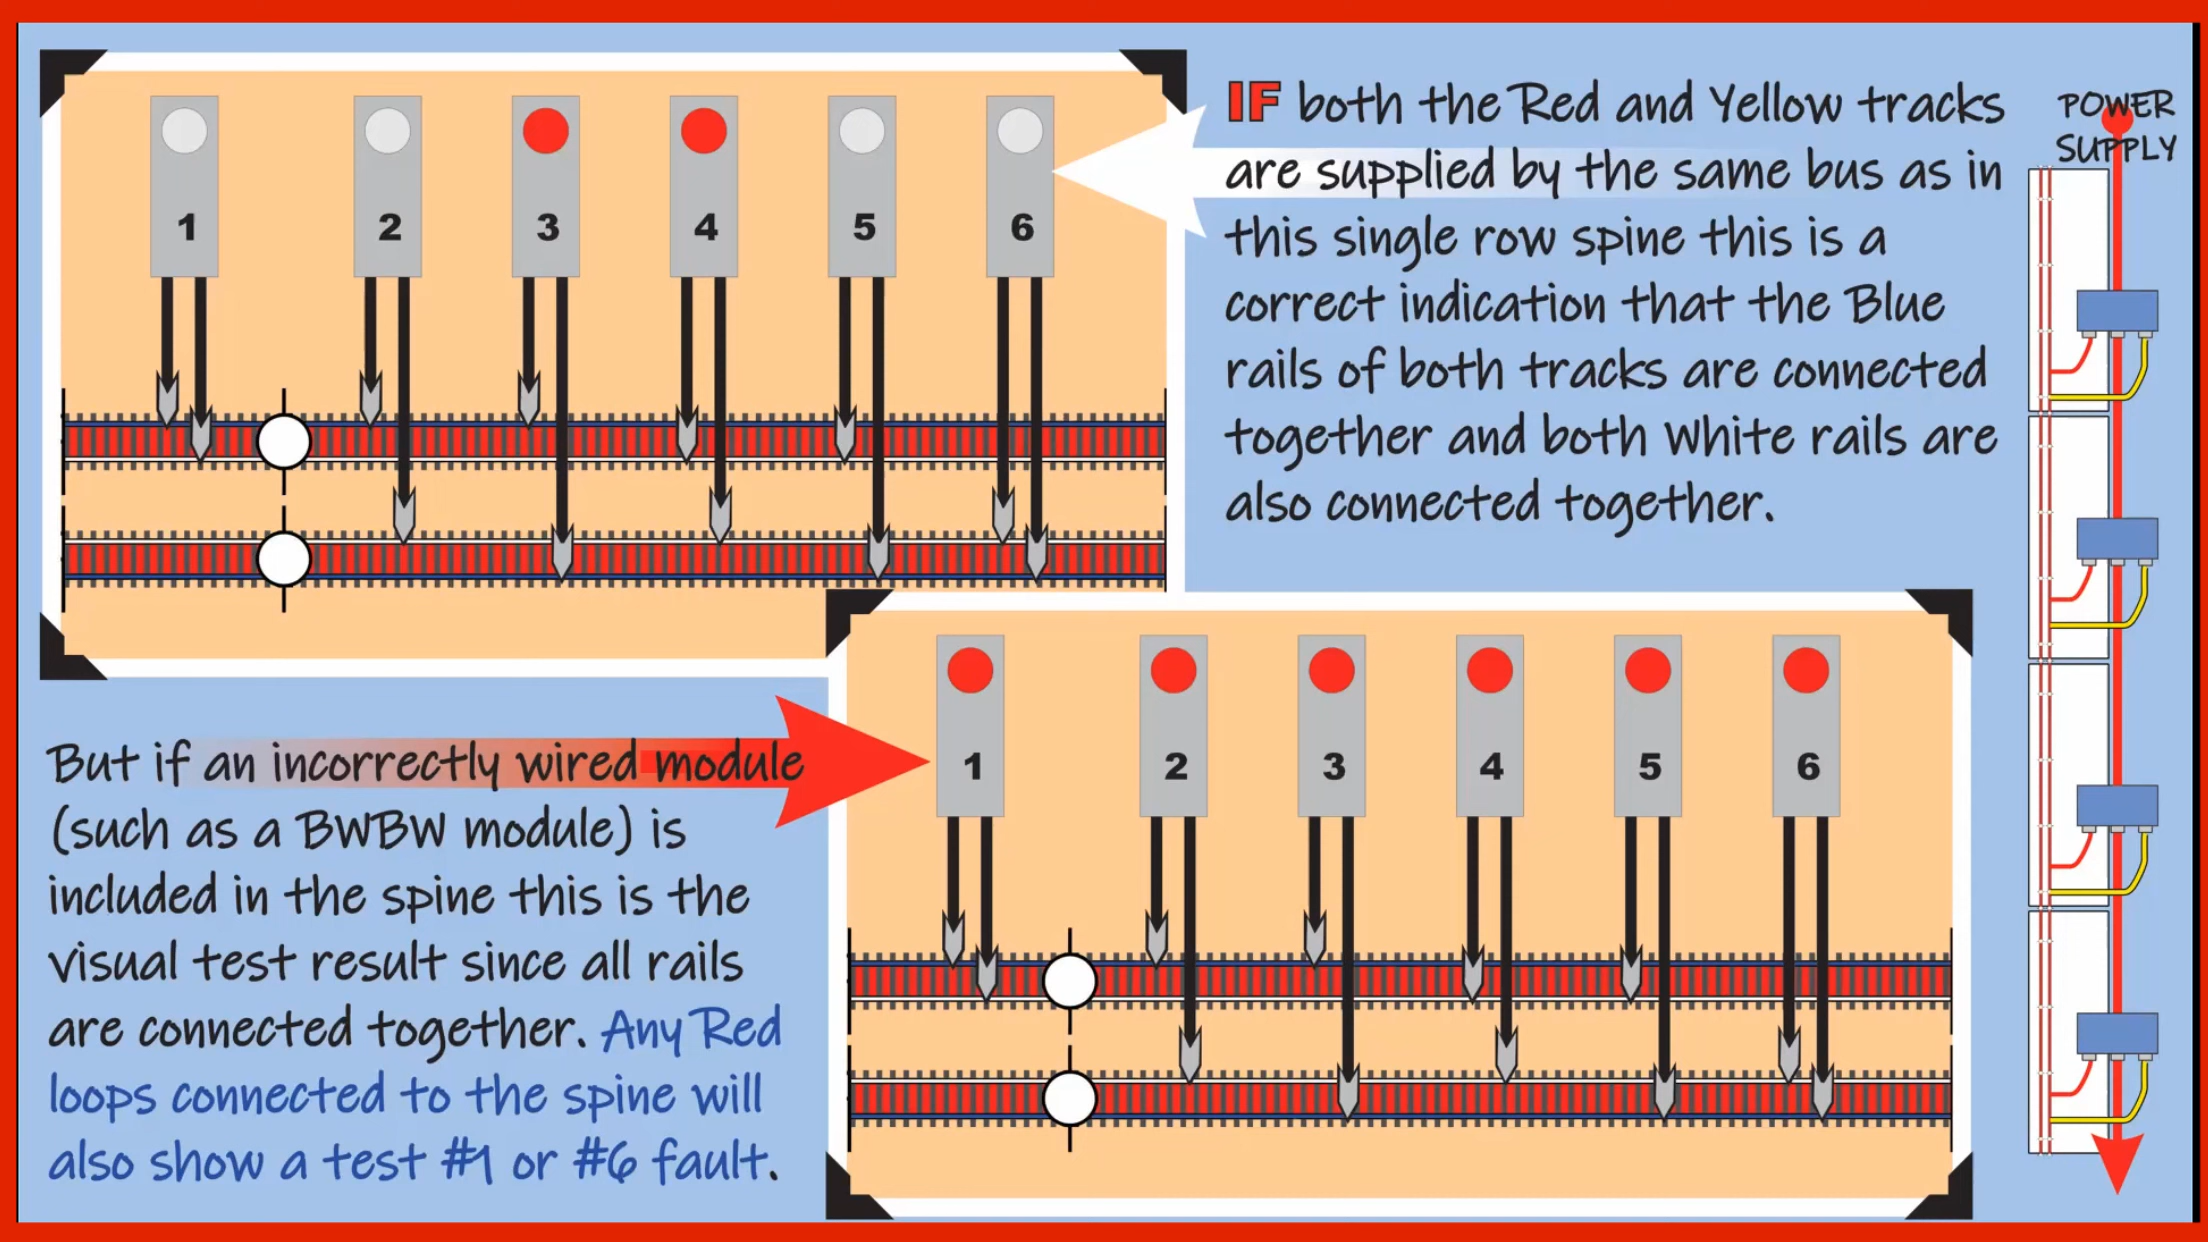 1 2 3 4 5 6
IF both the Red and Yellow tracks
are supplied by the same bus as in
this single row spine this is a
correct indication that the Blue
rails of both tracks are connected
together and both white rails are
also connected together.
POWER
SUPPLY
But if an incorrectly wired module
(such as a BWBW module) is
included in the spine this is the
visual test result since all rails
are connected together. Any Red
loops connected to the spine will
also show a test #1 or #6 fault.
1 2 3 4 5 6